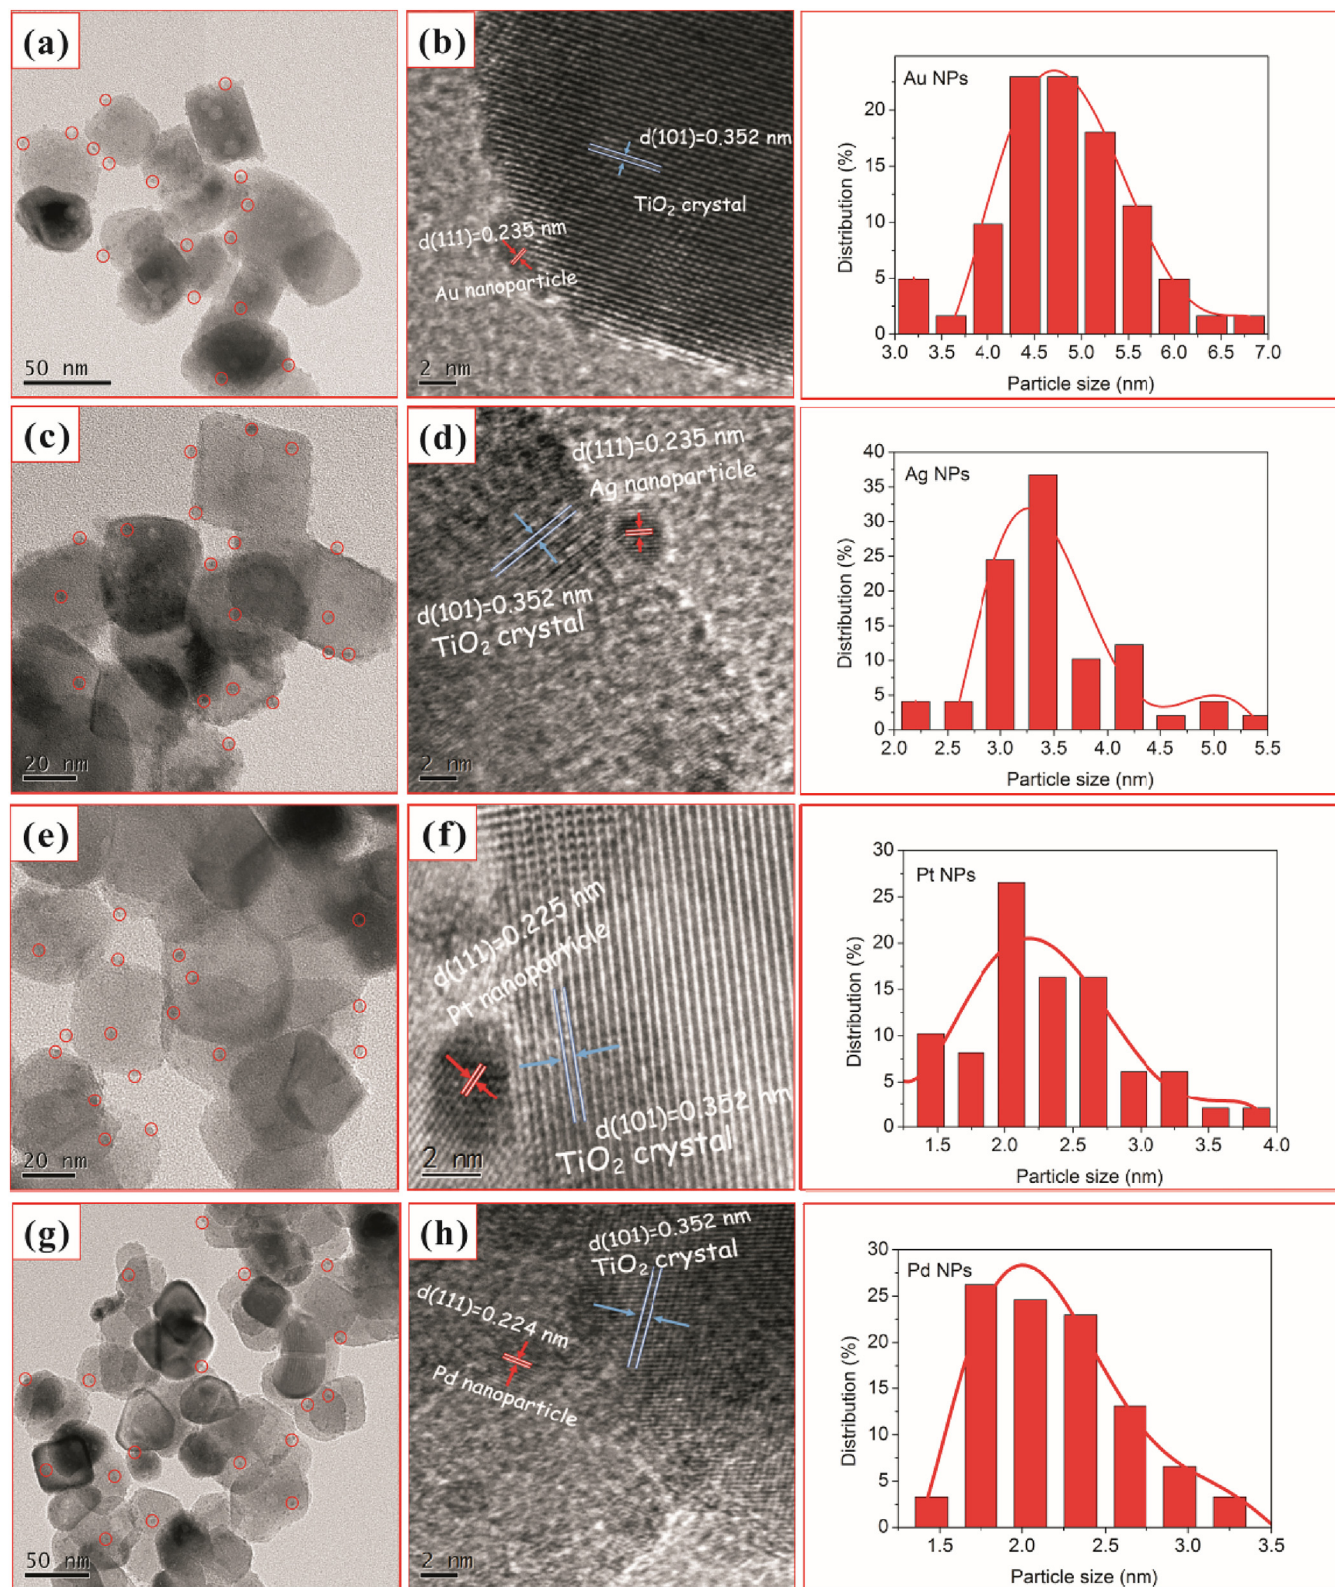 (a)
50 nm
(b)
d(101)=0.352 nm
TiO₂ crystal
d(111)=0.235 nm
Au nanoparticle
2 nm
Au NPs
Distribution (%)
20
15
10
5
0
3.0 3.5 4.0 4.5 5.0 5.5 6.0 6.5 7.0
Particle size (nm)
(c)
20 nm
(d)
d(111)=0.235 nm
Ag nanoparticle
d(101)=0.352 nm
TiO₂ crystal
2 nm
Ag NPs
Distribution (%)
40
35
30
25
20
15
10
5
0
2.0 2.5 3.0 3.5 4.0 4.5 5.0 5.5
Particle size (nm)
(e)
20 nm
(f)
d(111)=0.225 nm
Pt nanoparticle
d(101)=0.352 nm
TiO₂ crystal
2 nm
Pt NPs
Distribution (%)
30
25
20
15
10
5
0
1.5 2.0 2.5 3.0 3.5 4.0
Particle size (nm)
(g)
50 nm
(h)
d(101)=0.352 nm
TiO₂ crystal
d(111)=0.224 nm
Pd nanoparticle
2 nm
Pd NPs
Distribution (%)
30
25
20
15
10
5
0
1.5 2.0 2.5 3.0 3.5
Particle size (nm)